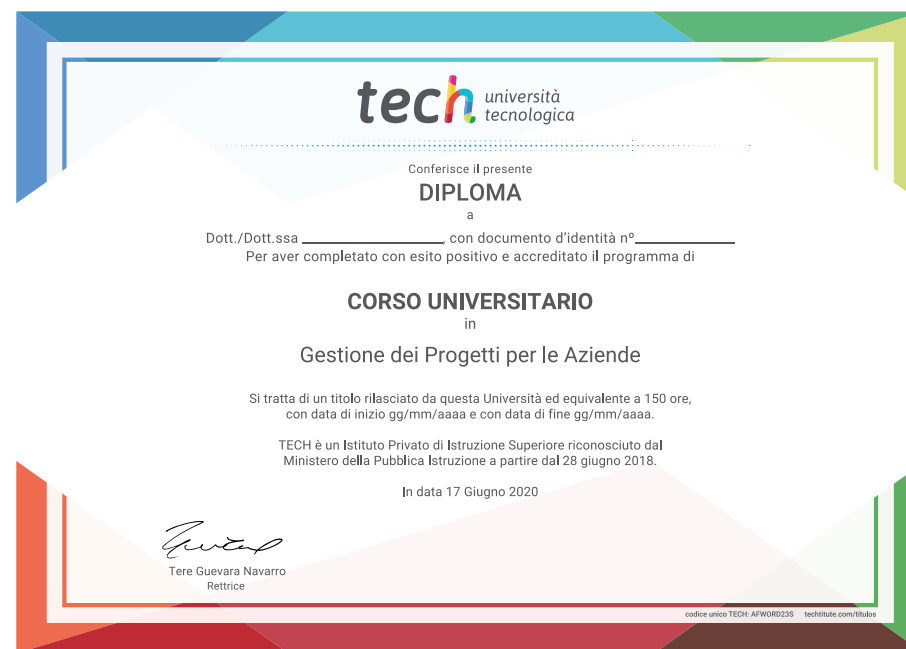 tech università
tecnologica
Conferisce il presente
DIPLOMA
a
Dott./Dott.ssa ____________________, con documento d'identità nº______________
Per aver completato con esito positivo e accreditato il programma di
CORSO UNIVERSITARIO
in
Gestione dei Progetti per le Aziende
Si tratta di un titolo rilasciato da questa Università ed equivalente a 150 ore,
con data di inizio gg/mm/aaaa e con data di fine gg/mm/aaaa.
TECH è un Istituto Privato di Istruzione Superiore riconosciuto dal
Ministero della Pubblica Istruzione a partire dal 28 giugno 2018.
In data 17 Giugno 2020
Tere Guevara Navarro
Rettrice
codice unico TECH: AFWORD23S techtitute.com/titulos